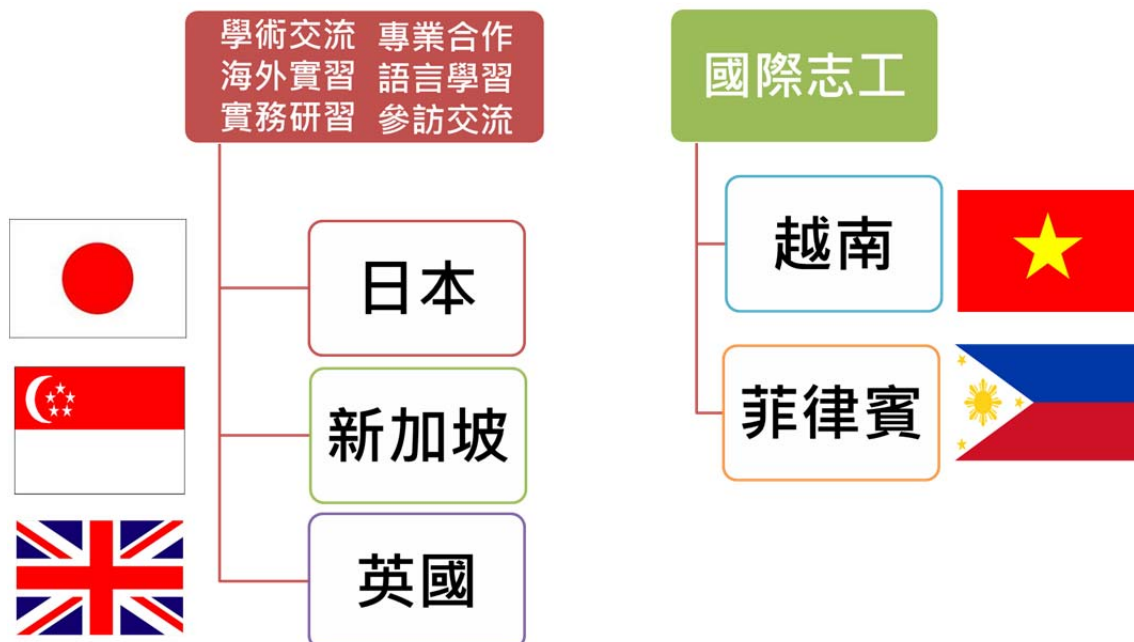 學術交流 專業合作
海外實習 語言學習
實務研習 參訪交流
日本
新加坡
英國
國際志工
越南
菲律賓